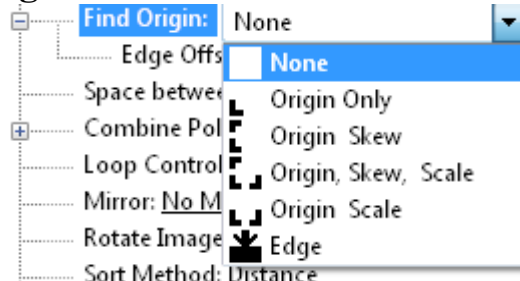 Find Origin: None
Edge Offs
None
Space betwee
Origin Only
Combine Pol
Origin Skew
Loop Control
Origin, Skew, Scale
Mirror: No M
Origin Scale
Rotate Image
Edge
Sort Method: Distance